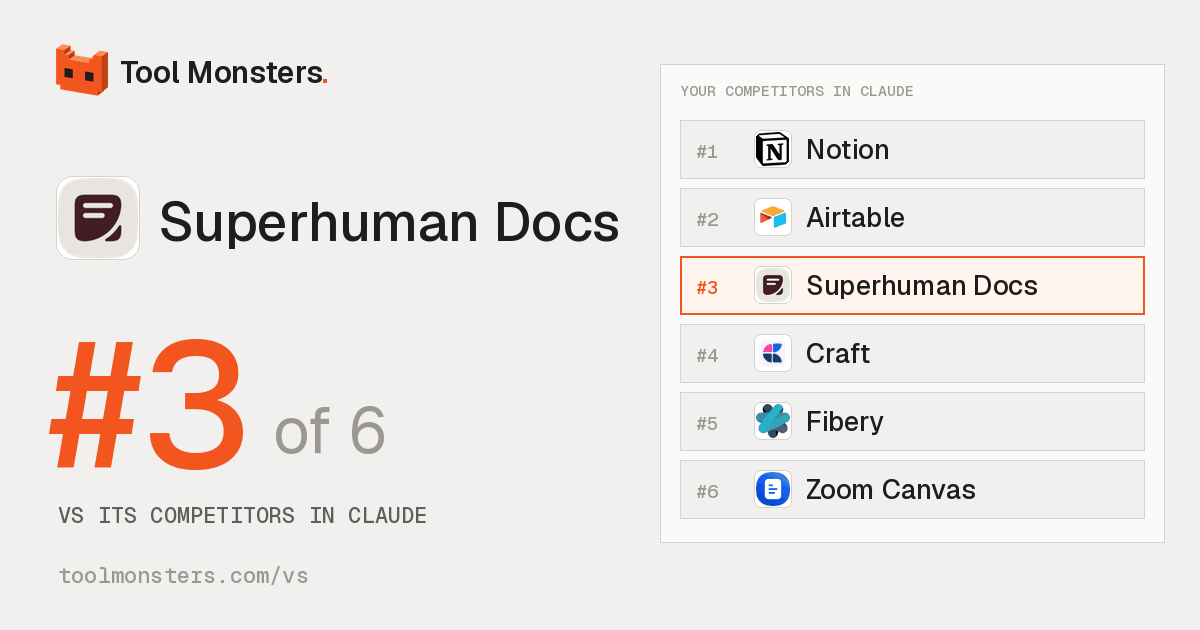 Tool Monsters.
Superhuman Docs
#3 of 6
VS ITS COMPETITORS IN CLAUDE
toolmonsters.com/vs
YOUR COMPETITORS IN CLAUDE
#1 N Notion
#2 Airtable
#3 Superhuman Docs
#4 Craft
#5 Fibery
#6 Zoom Canvas